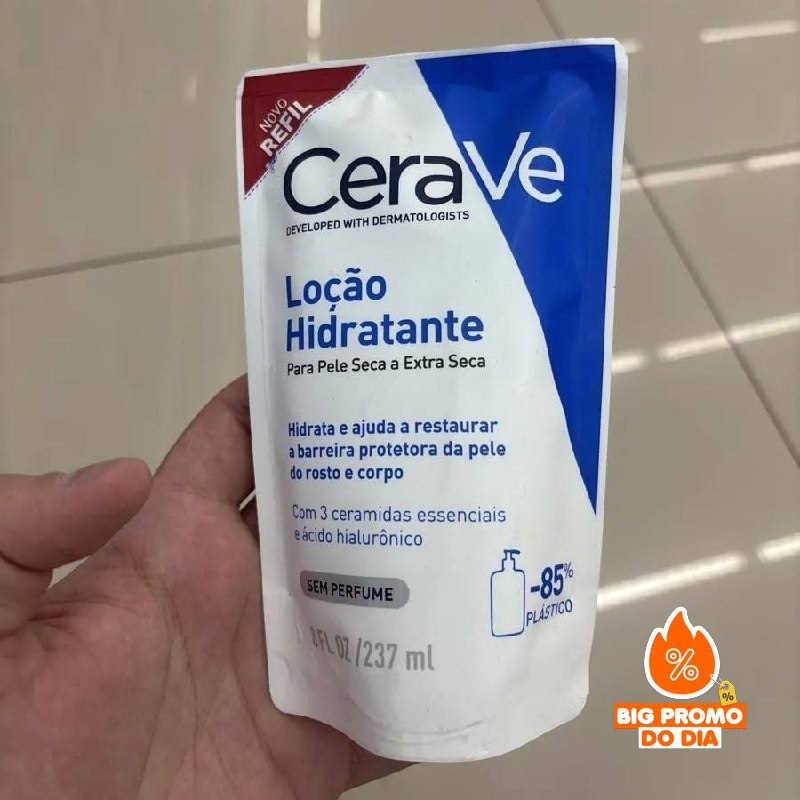 NOVO
REFIL
CeraVe
DEVELOPED WITH DERMATOLOGISTS
Loção
Hidratante
Para Pele Seca a Extra Seca
Hidrata e ajuda a restaurar
a barreira protetora da pele
do rosto e corpo
Com 3 ceramidas essenciais
e ácido hialurônico
SEM PERFUME
-85%
PLÁSTICO
FL OZ/237 ml
%
%
BIG PROMO
DO DIA